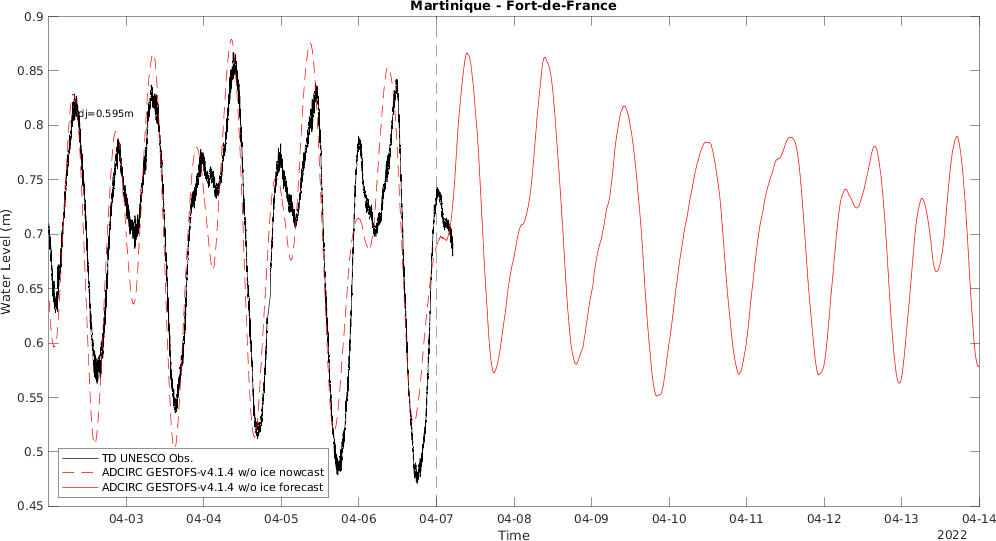 Martinique - Fort-de-France
Water Level (m)
0.9
0.85
0.8
0.75
0.7
0.65
0.6
0.55
0.5
0.45
dj=0.595m
TD UNESCO Obs.
ADCIRC GESTOFS-v4.1.4 w/o ice nowcast
ADCIRC GESTOFS-v4.1.4 w/o ice forecast
04-03 04-04 04-05 04-06 04-07 04-08 04-09 04-10 04-11 04-12 04-13 04-14
Time
2022